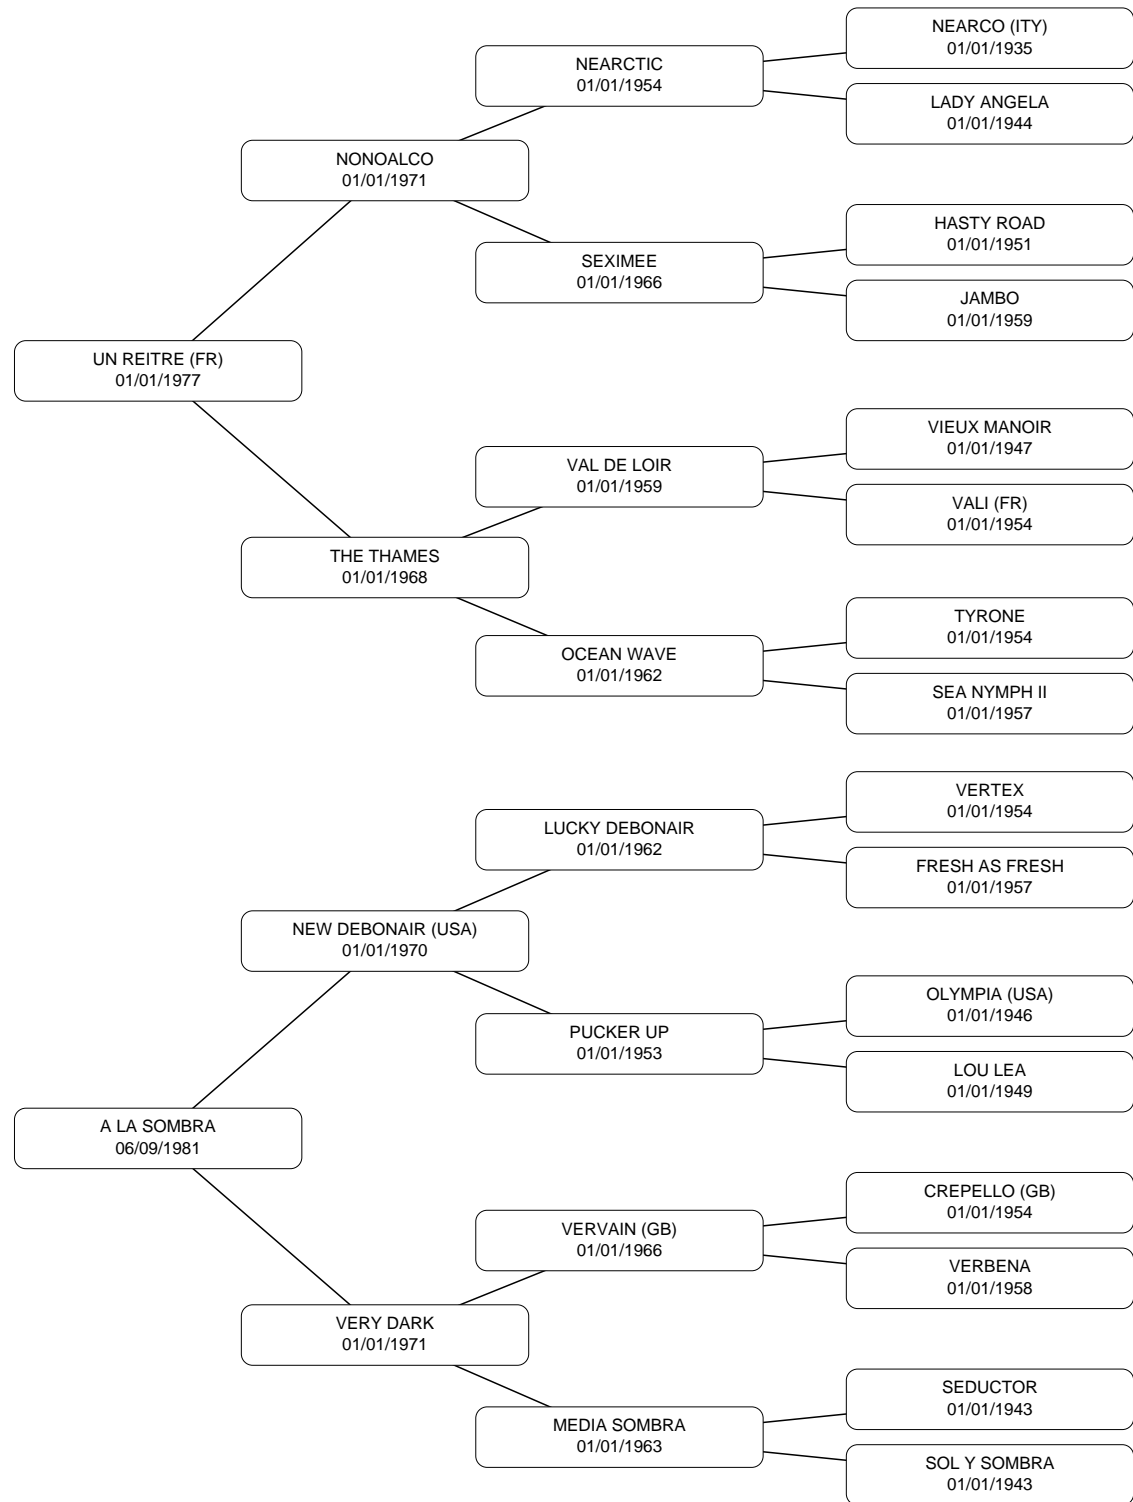 NEARCO (ITY)
01/01/1935
NEARCTIC
01/01/1954
LADY ANGELA
01/01/1944
NONOALCO
01/01/1971
HASTY ROAD
01/01/1951
SEXIMEE
01/01/1966
JAMBO
01/01/1959
UN REITRE (FR)
01/01/1977
VIEUX MANOIR
01/01/1947
VAL DE LOIR
01/01/1959
VALI (FR)
01/01/1954
THE THAMES
01/01/1968
TYRONE
01/01/1954
OCEAN WAVE
01/01/1962
SEA NYMPH II
01/01/1957
VERTEX
01/01/1954
LUCKY DEBONAIR
01/01/1962
FRESH AS FRESH
01/01/1957
NEW DEBONAIR (USA)
01/01/1970
OLYMPIA (USA)
01/01/1946
PUCKER UP
01/01/1953
LOU LEA
01/01/1949
A LA SOMBRA
06/09/1981
CREPELLO (GB)
01/01/1954
VERVAIN (GB)
01/01/1966
VERBENA
01/01/1958
VERY DARK
01/01/1971
SEDUCTOR
01/01/1943
MEDIA SOMBRA
01/01/1963
SOL Y SOMBRA
01/01/1943